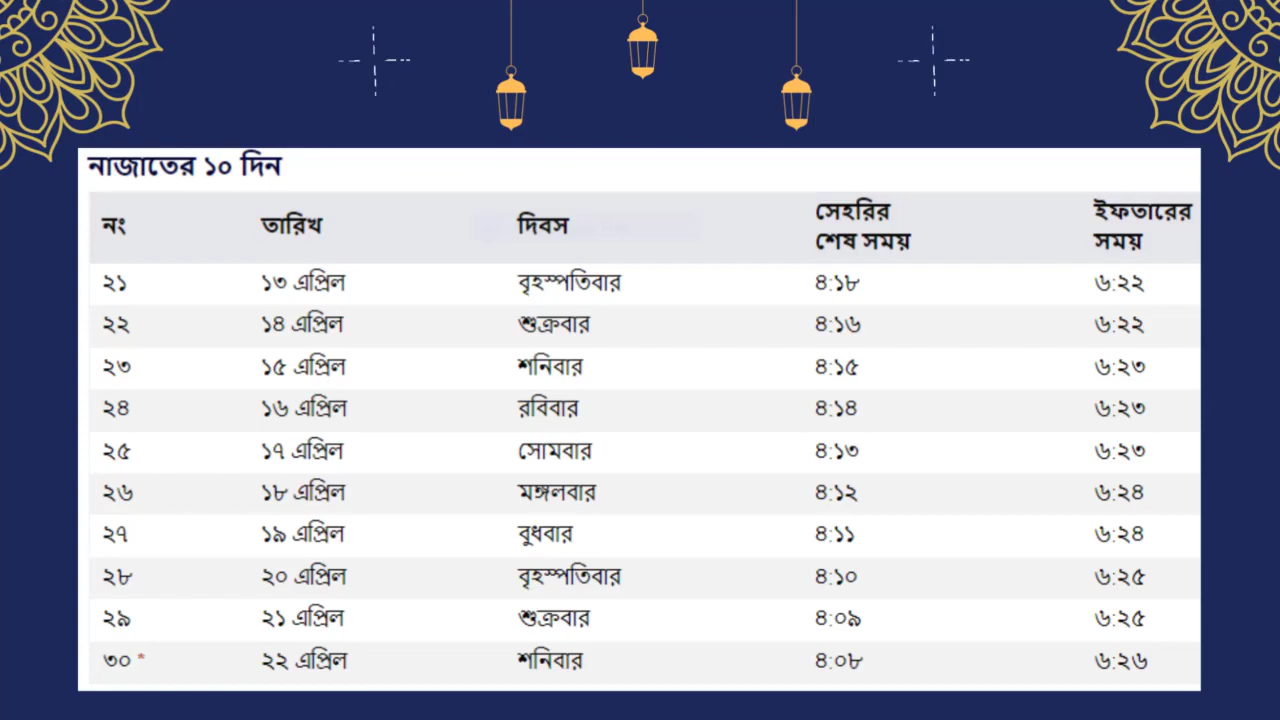 নাজাতের ১০ দিন
নং তারিখ দিবস সেহরির শেষ সময় ইফতারের সময়
২১ ১৩ এপ্রিল বৃহস্পতিবার ৪:১৮ ৬:২২
২২ ১৪ এপ্রিল শুক্রবার ৪:১৬ ৬:২২
২৩ ১৫ এপ্রিল শনিবার ৪:১৫ ৬:২৩
২৪ ১৬ এপ্রিল রবিবার ৪:১৪ ৬:২৩
২৫ ১৭ এপ্রিল সোমবার ৪:১৩ ৬:২৩
২৬ ১৮ এপ্রিল মঙ্গলবার ৪:১২ ৬:২৪
২৭ ১৯ এপ্রিল বুধবার ৪:১১ ৬:২৪
২৮ ২০ এপ্রিল বৃহস্পতিবার ৪:১০ ৬:২৫
২৯ ২১ এপ্রিল শুক্রবার ৪:০৯ ৬:২৫
৩০ * ২২ এপ্রিল শনিবার ৪:০৮ ৬:২৬